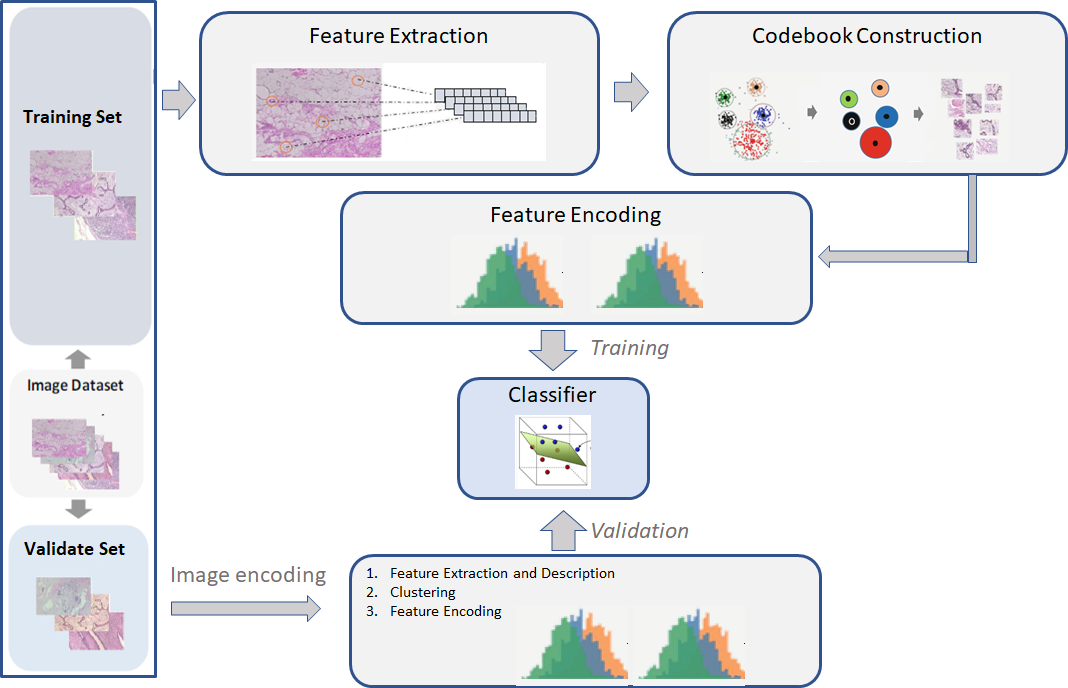 Feature Extraction
Codebook Construction
Training Set
Feature Encoding
Training
Image Dataset
Classifier
Validation
Validate Set
Image encoding
1. Feature Extraction and Description
2. Clustering
3. Feature Encoding